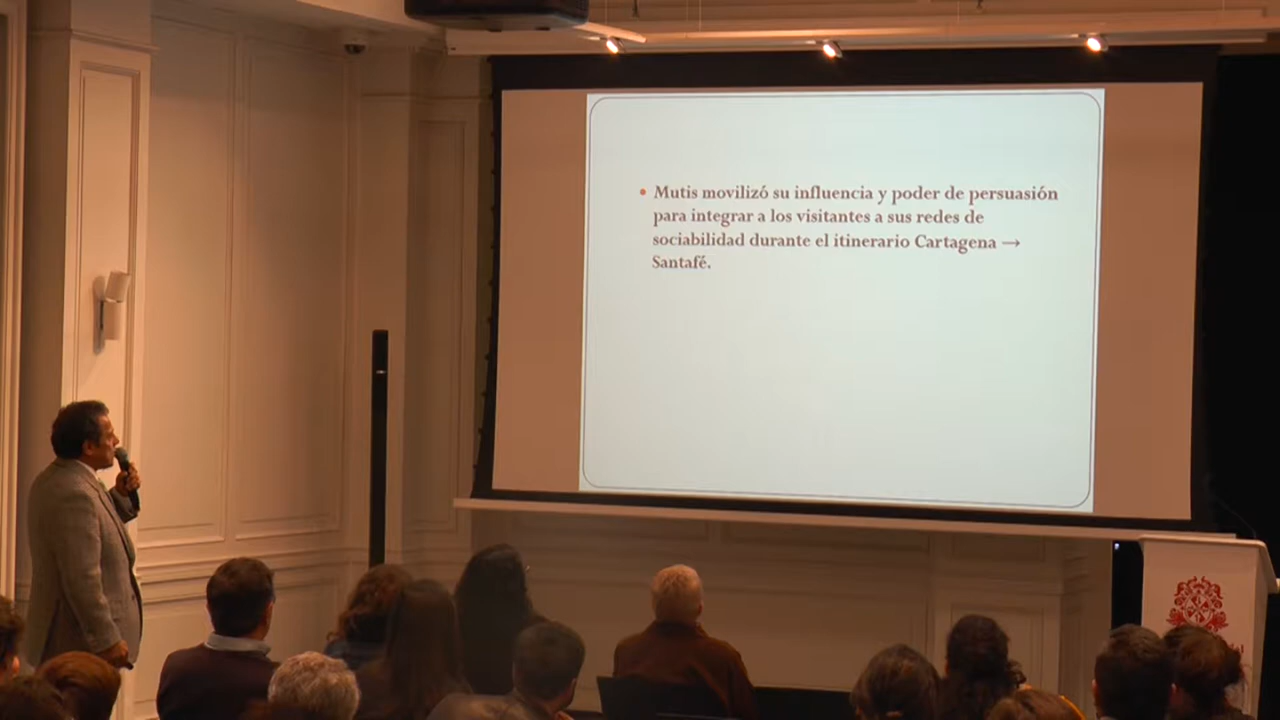 • Mutis movilizó su influencia y poder de persuasión
para integrar a los visitantes a sus redes de
sociabilidad durante el itinerario Cartagena →
Santafé.